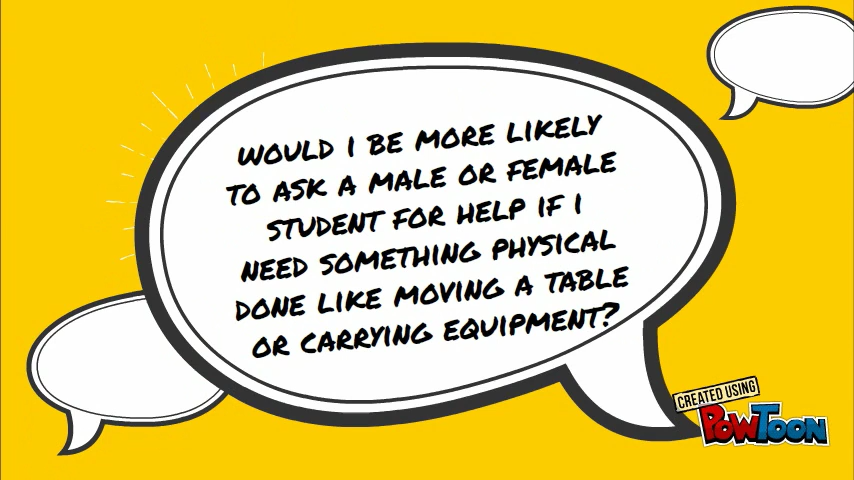 WOULD I BE MORE LIKELY
TO ASK A MALE OR FEMALE
STUDENT FOR HELP IF I
NEED SOMETHING PHYSICAL
DONE LIKE MOVING A TABLE
OR CARRYING EQUIPMENT?
CREATED USING
POWTOON